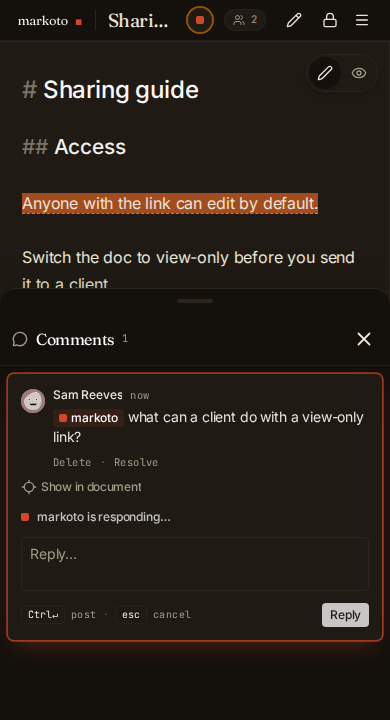 markoto
Shari...
2
# Sharing guide
## Access
Anyone with the link can edit by default.
Switch the doc to view-only before you send
it to a client
Comments 1
Sam Reeves now
markoto what can a client do with a view-only
link?
Delete · Resolve
Show in document
markoto is responding...
Reply...
Ctrl↵ post · esc cancel
Reply